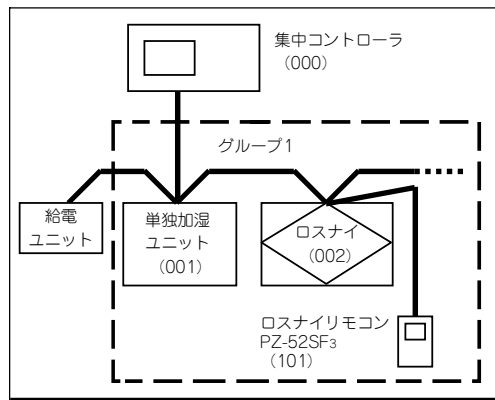 集中コントローラ
（000）
グループ1
給電
ユニット
単独加湿
ユニット
（001）
ロスナイ
（002）
ロスナイリモコン
PZ-52SF3
（101）